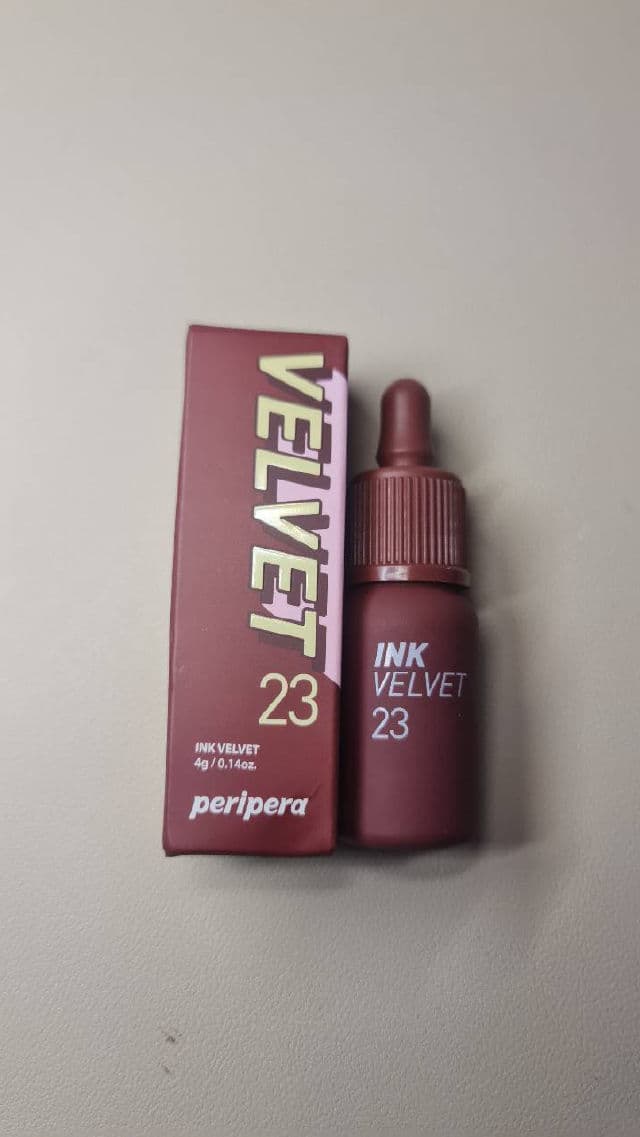 VELVET
23
INK VELVET
4g / 0.14oz.
peripera
INK
VELVET
23